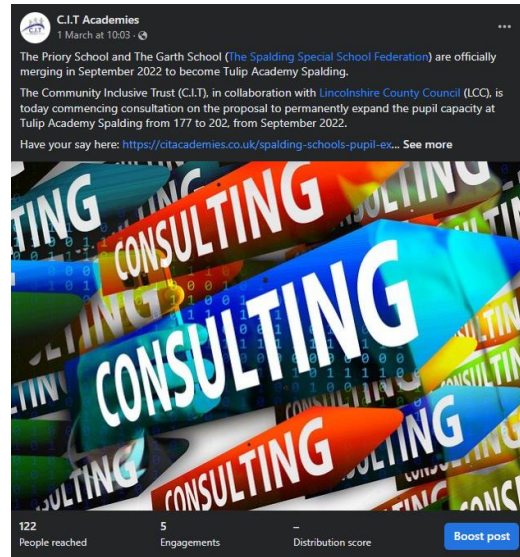 C.I.T Academies
1 March at 10:03 ·
The Priory School and The Garth School (The Spalding Special School Federation) are officially
merging in September 2022 to become Tulip Academy Spalding.
The Community Inclusive Trust (C.I.T), in collaboration with Lincolnshire County Council (LCC), is
today commencing consultation on the proposal to permanently expand the pupil capacity at
Tulip Academy Spalding from 177 to 202, from September 2022.
Have your say here: https://citacademies.co.uk/spalding-schools-pupil-ex... See more
TING
CONSULTING
CONSULTING
ULTING
CONSULTING
122
5
–
People reached
Engagements
Distribution score
Boost post